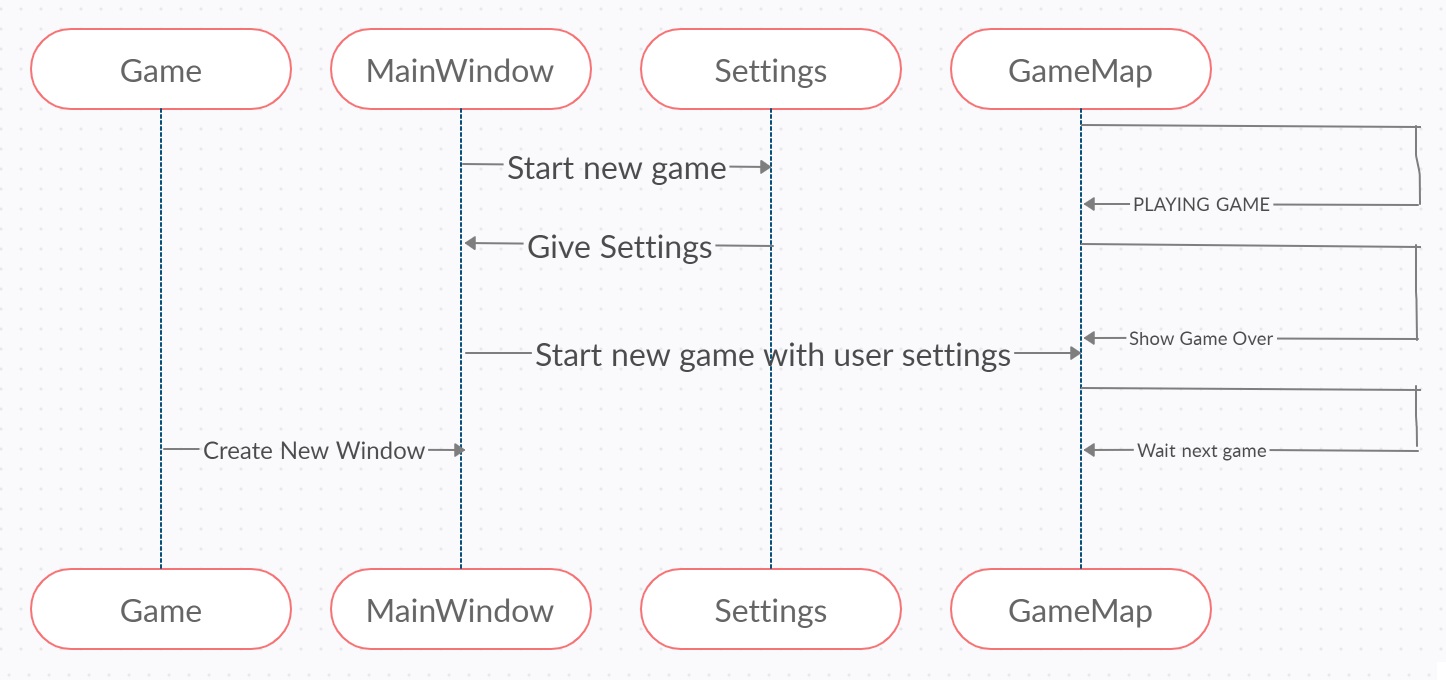 Game
MainWindow
Settings
GameMap
Start new game
PLAYING GAME
Give Settings
Show Game Over
Start new game with user settings
Create New Window
Wait next game
Game
MainWindow
Settings
GameMap